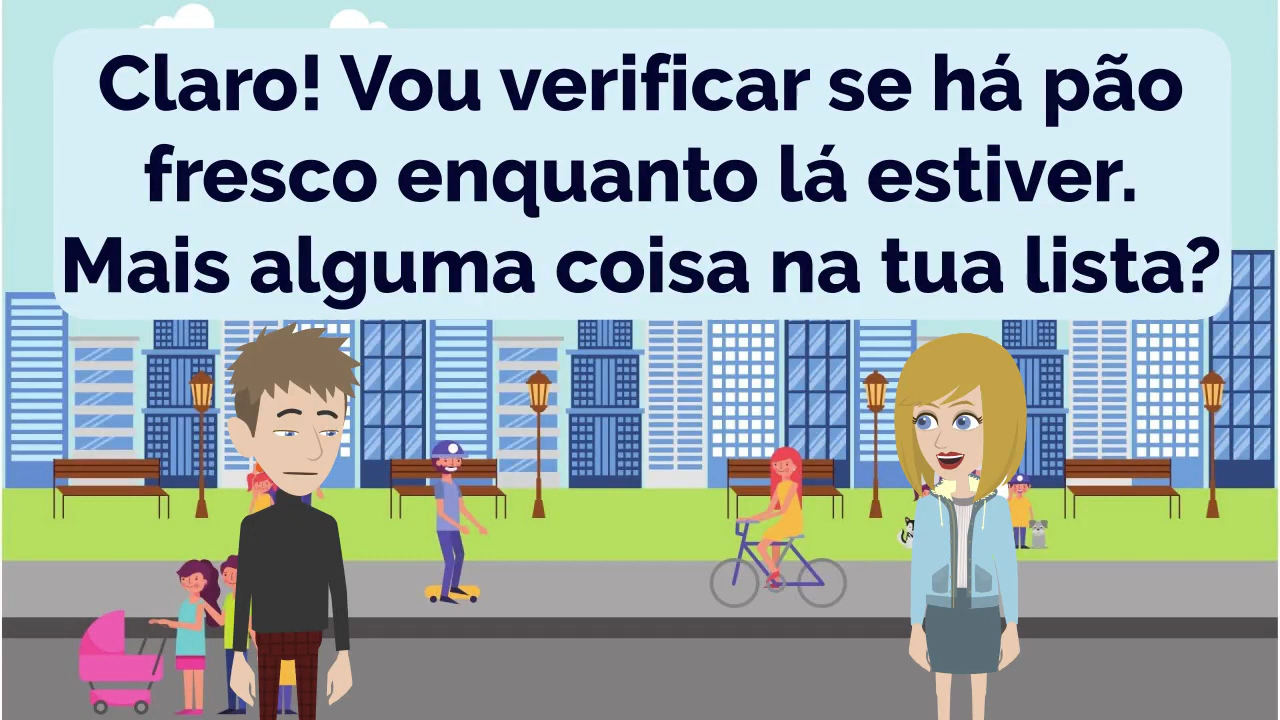 Claro! Vou verificar se há pão
fresco enquanto lá estiver.
Mais alguma coisa na tua lista?